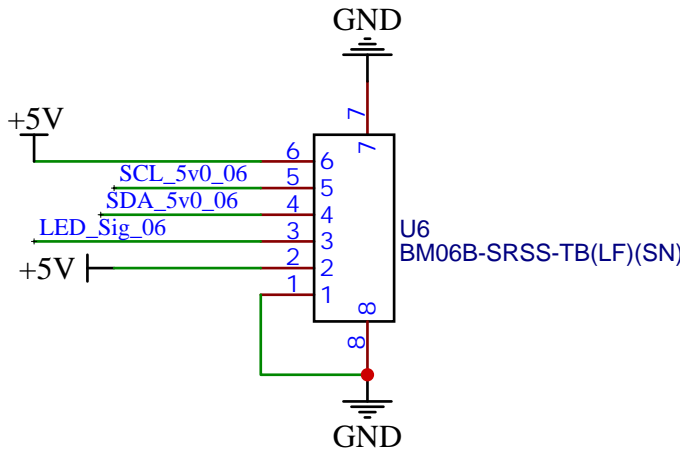 GND
7
7
+5V
6 6
SCL_5v0_06 5 5
SDA_5v0_06 4 4
LED_Sig_06 3 3
U6
BM06B-SRSS-TB(LF)(SN)
+5V 2 2
1 1
8
8
GND